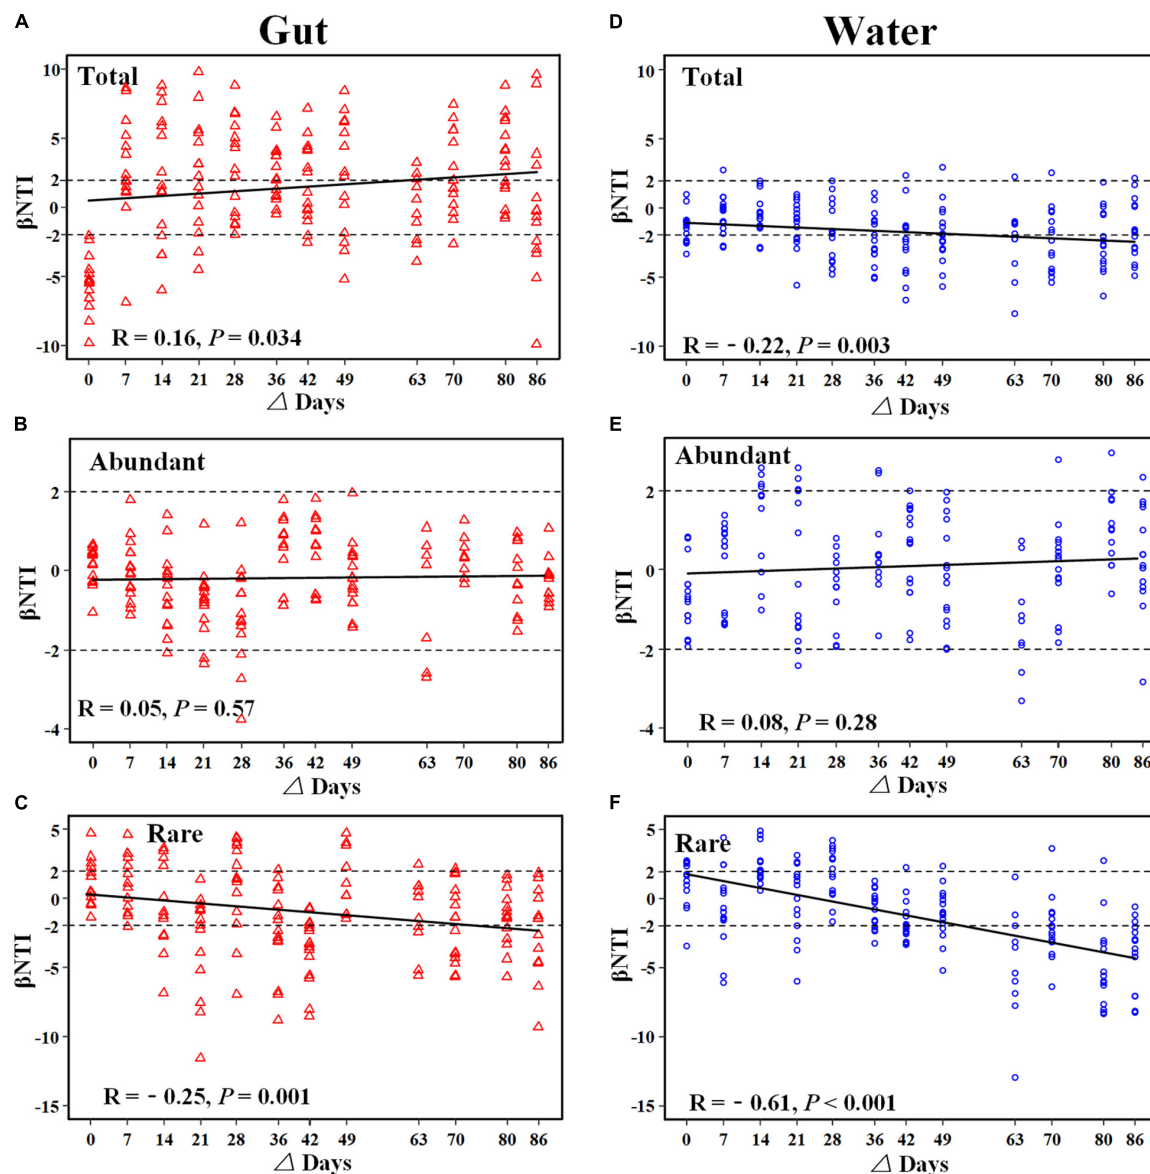 A
Gut
Total
10
5
2
0
-2
-5
-10
βNTI
R = 0.16, P = 0.034
0 7 14 21 28 36 42 49 63 70 80 86
△ Days
B
Abundant
2
0
-2
-4
βNTI
R = 0.05, P = 0.57
0 7 14 21 28 36 42 49 63 70 80 86
△ Days
C
Rare
5
2
0
-2
-5
-10
-15
βNTI
R = - 0.25, P = 0.001
0 7 14 21 28 36 42 49 63 70 80 86
△ Days
D
Water
Total
10
5
2
0
-2
-5
-10
βNTI
R = - 0.22, P = 0.003
0 7 14 21 28 36 42 49 63 70 80 86
△ Days
E
Abundant
2
0
-2
-4
βNTI
R = 0.08, P = 0.28
0 7 14 21 28 36 42 49 63 70 80 86
△ Days
F
Rare
5
2
0
-2
-5
-10
-15
βNTI
R = - 0.61, P < 0.001
0 7 14 21 28 36 42 49 63 70 80 86
△ Days